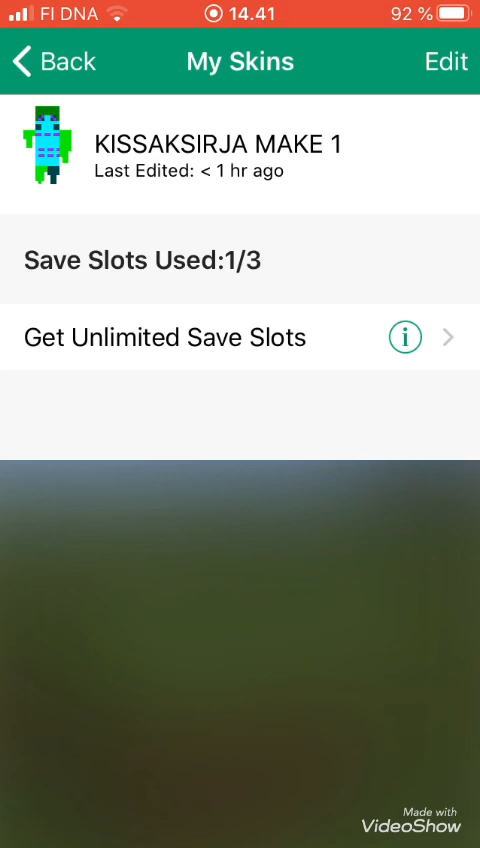 FI DNA 14.41 92 %
Back My Skins Edit
KISSAKSIRJA MAKE 1
Last Edited: < 1 hr ago
Save Slots Used:1/3
Get Unlimited Save Slots i
Made with
VideoShow